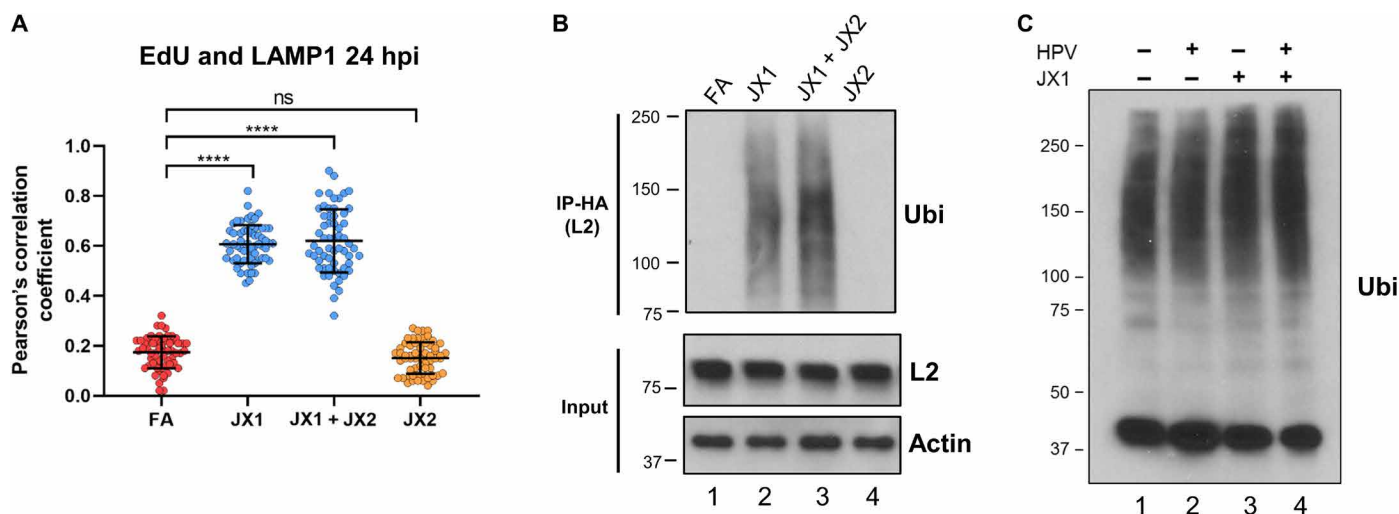 A
EdU and LAMP1 24 hpi
ns
****
****
Pearson's correlation
coefficient
1.0
0.8
0.6
0.4
0.2
0.0
FA
JX1
JX1 + JX2
JX2
B
FA
JX1
JX1 + JX2
JX2
250
150
100
75
IP-HA
(L2)
Ubi
75
L2
Input
37
Actin
1 2 3 4
C
HPV – + – +
JX1 – – + +
250
150
100
75
50
37
Ubi
1 2 3 4